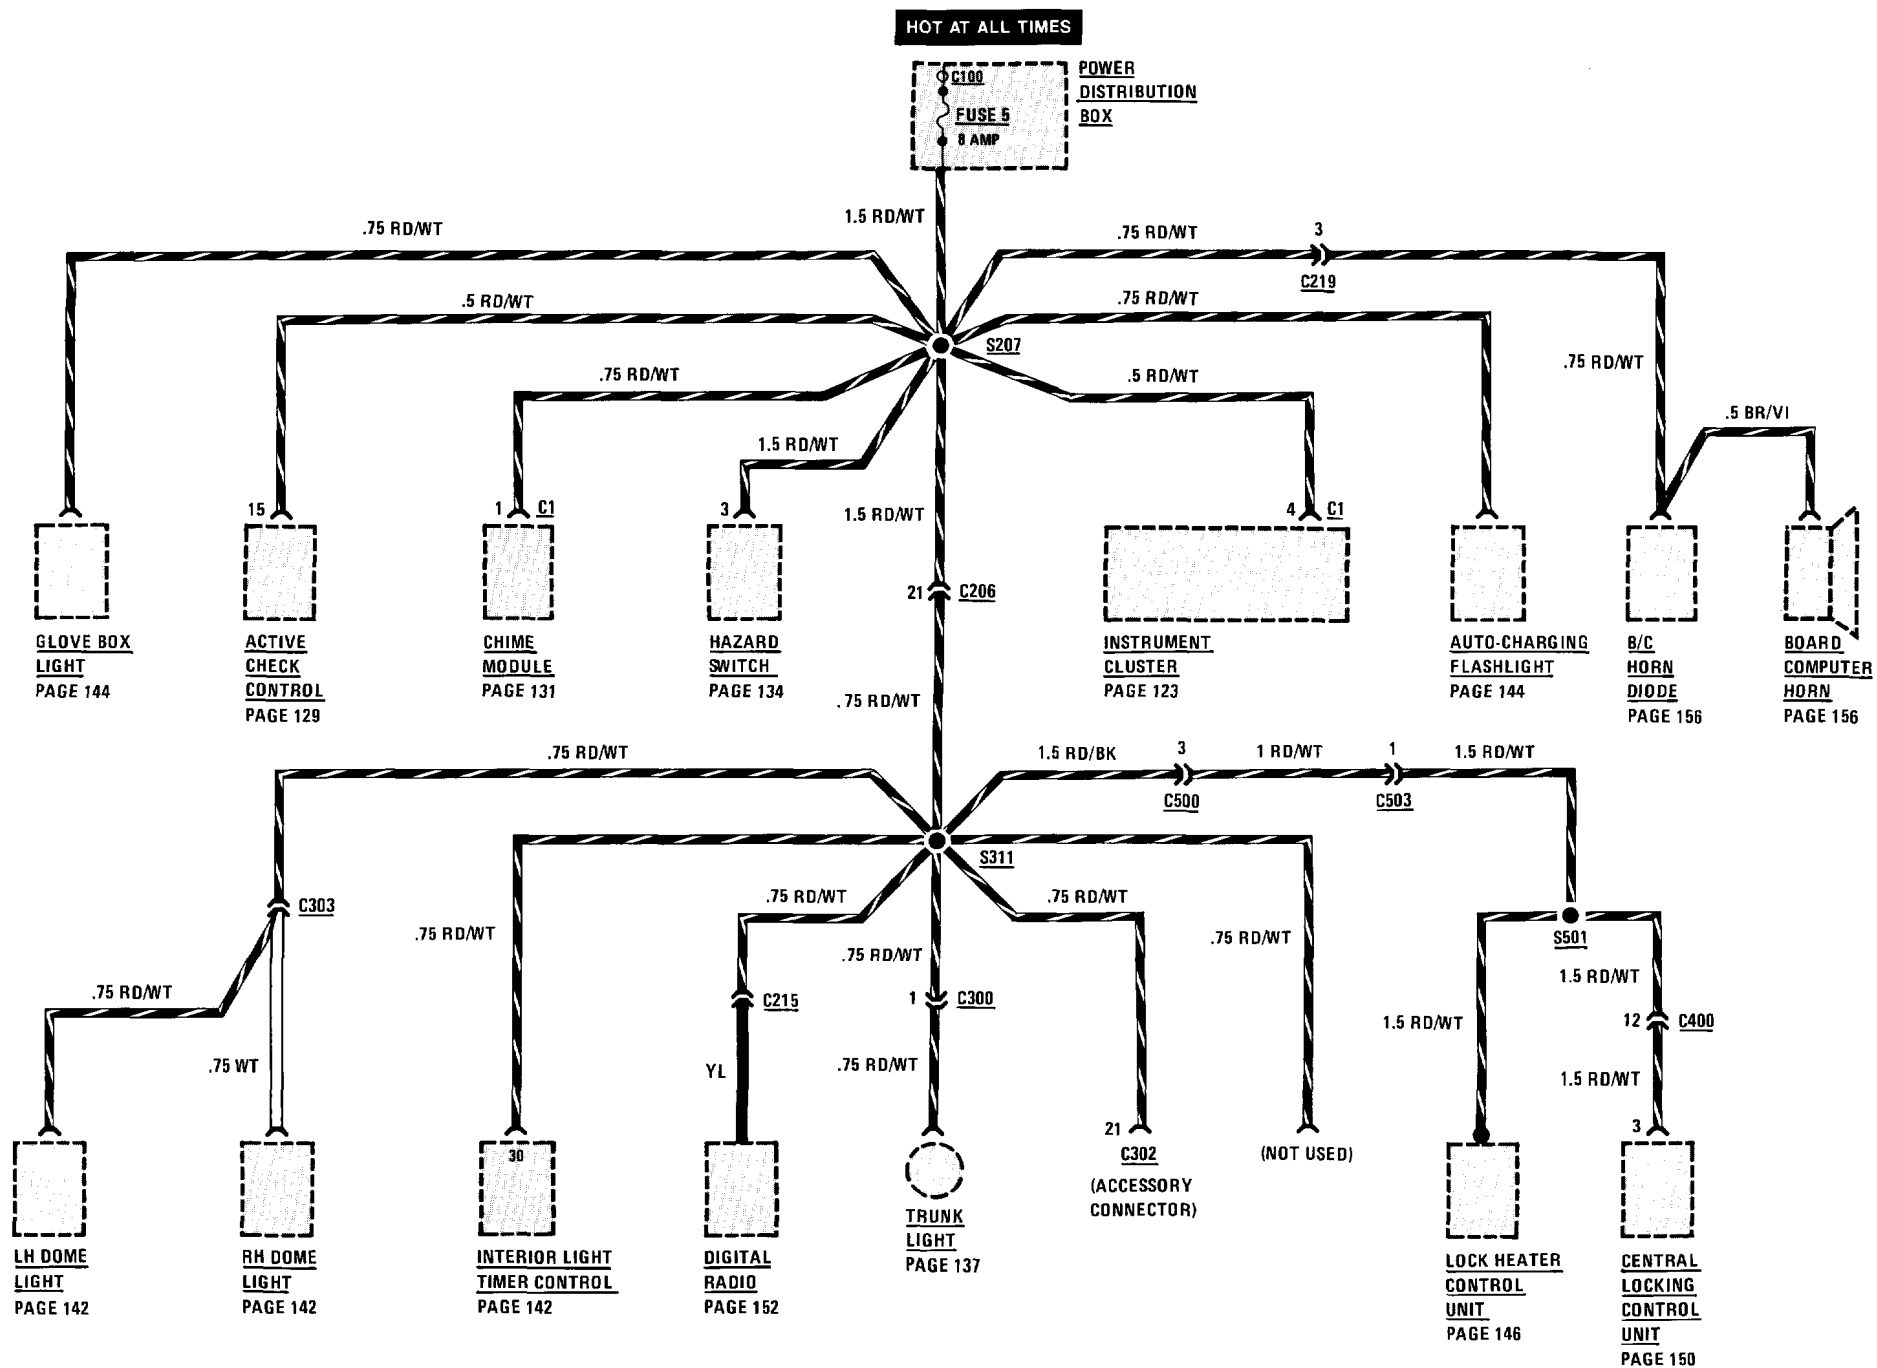 HOT AT ALL TIMES
C100
FUSE 5
8 AMP
POWER
DISTRIBUTION
BOX
1.5 RD/WT
.75 RD/WT
.75 RD/WT
3
C219
.5 RD/WT
.75 RD/WT
S207
.75 RD/WT
.5 RD/WT
.75 RD/WT
.5 BR/VI
1.5 RD/WT
1.5 RD/WT
15
1
C1
3
4
C1
21
C206
GLOVE BOX
LIGHT
PAGE 144
ACTIVE
CHECK
CONTROL
PAGE 129
CHIME
MODULE
PAGE 131
HAZARD
SWITCH
PAGE 134
INSTRUMENT
CLUSTER
PAGE 123
AUTO-CHARGING
FLASHLIGHT
PAGE 144
B/C
HORN
DIODE
PAGE 156
BOARD
COMPUTER
HORN
PAGE 156
.75 RD/WT
.75 RD/WT
1.5 RD/BK
3
C500
1 RD/WT
1
C503
1.5 RD/WT
S311
C303
.75 RD/WT
.75 RD/WT
.75 RD/WT
.75 RD/WT
.75 RD/WT
S501
.75 RD/WT
1.5 RD/WT
.75 RD/WT
C215
1
C300
1.5 RD/WT
12
C400
.75 WT
YL
.75 RD/WT
1.5 RD/WT
21
C302
(ACCESSORY
CONNECTOR)
(NOT USED)
3
30
LH DOME
LIGHT
PAGE 142
RH DOME
LIGHT
PAGE 142
INTERIOR LIGHT
TIMER CONTROL
PAGE 142
DIGITAL
RADIO
PAGE 152
TRUNK
LIGHT
PAGE 137
LOCK HEATER
CONTROL
UNIT
PAGE 146
CENTRAL
LOCKING
CONTROL
UNIT
PAGE 150